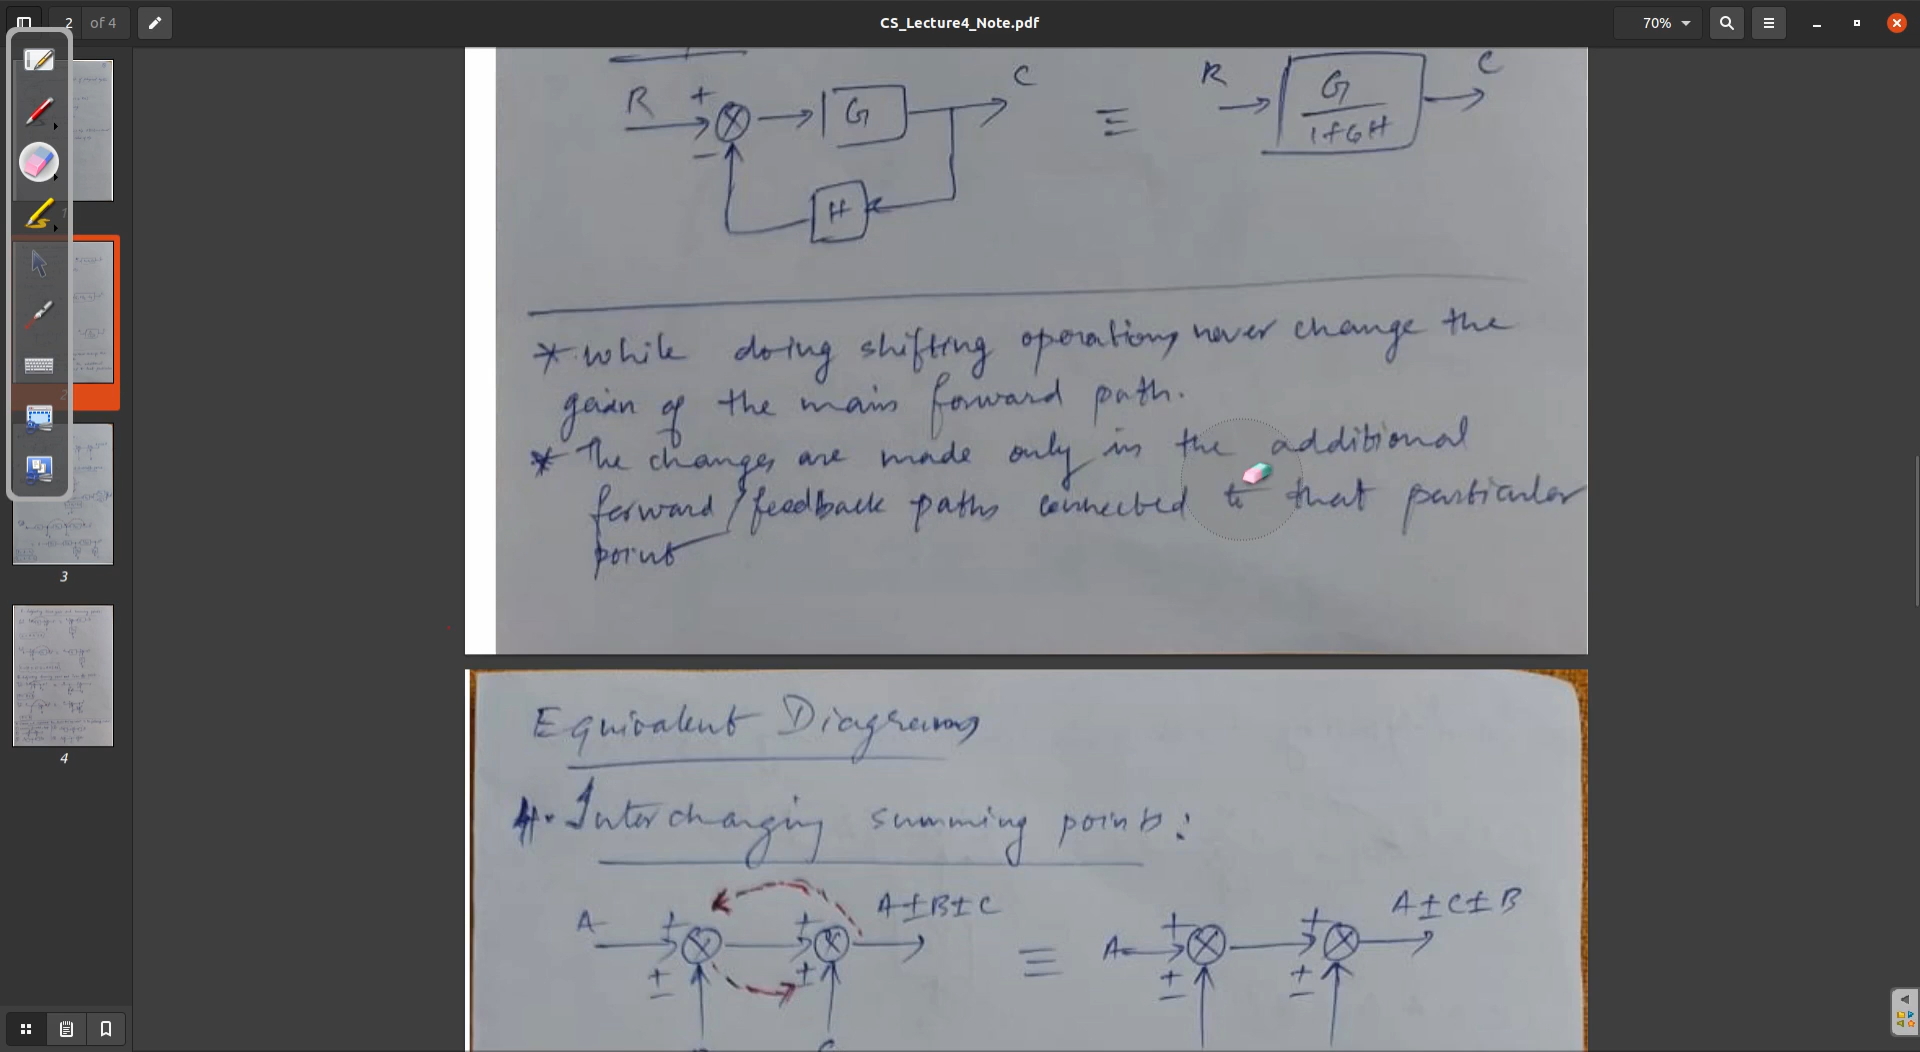 2 of 4
CS_Lecture4_Note.pdf
70%
R + C
G
-
H
≡
R C
G
1+GH
* while doing shifting operations, never change the
gain of the main forward path.
* The changes are made only in the additional
forward/feedback paths connected to that particular
point
Equivalent Diagrams
4. Interchanging summing points:
A + + A±B±C
± ±
≡
A + + A±C±B
± ±
C
1
2
3
4